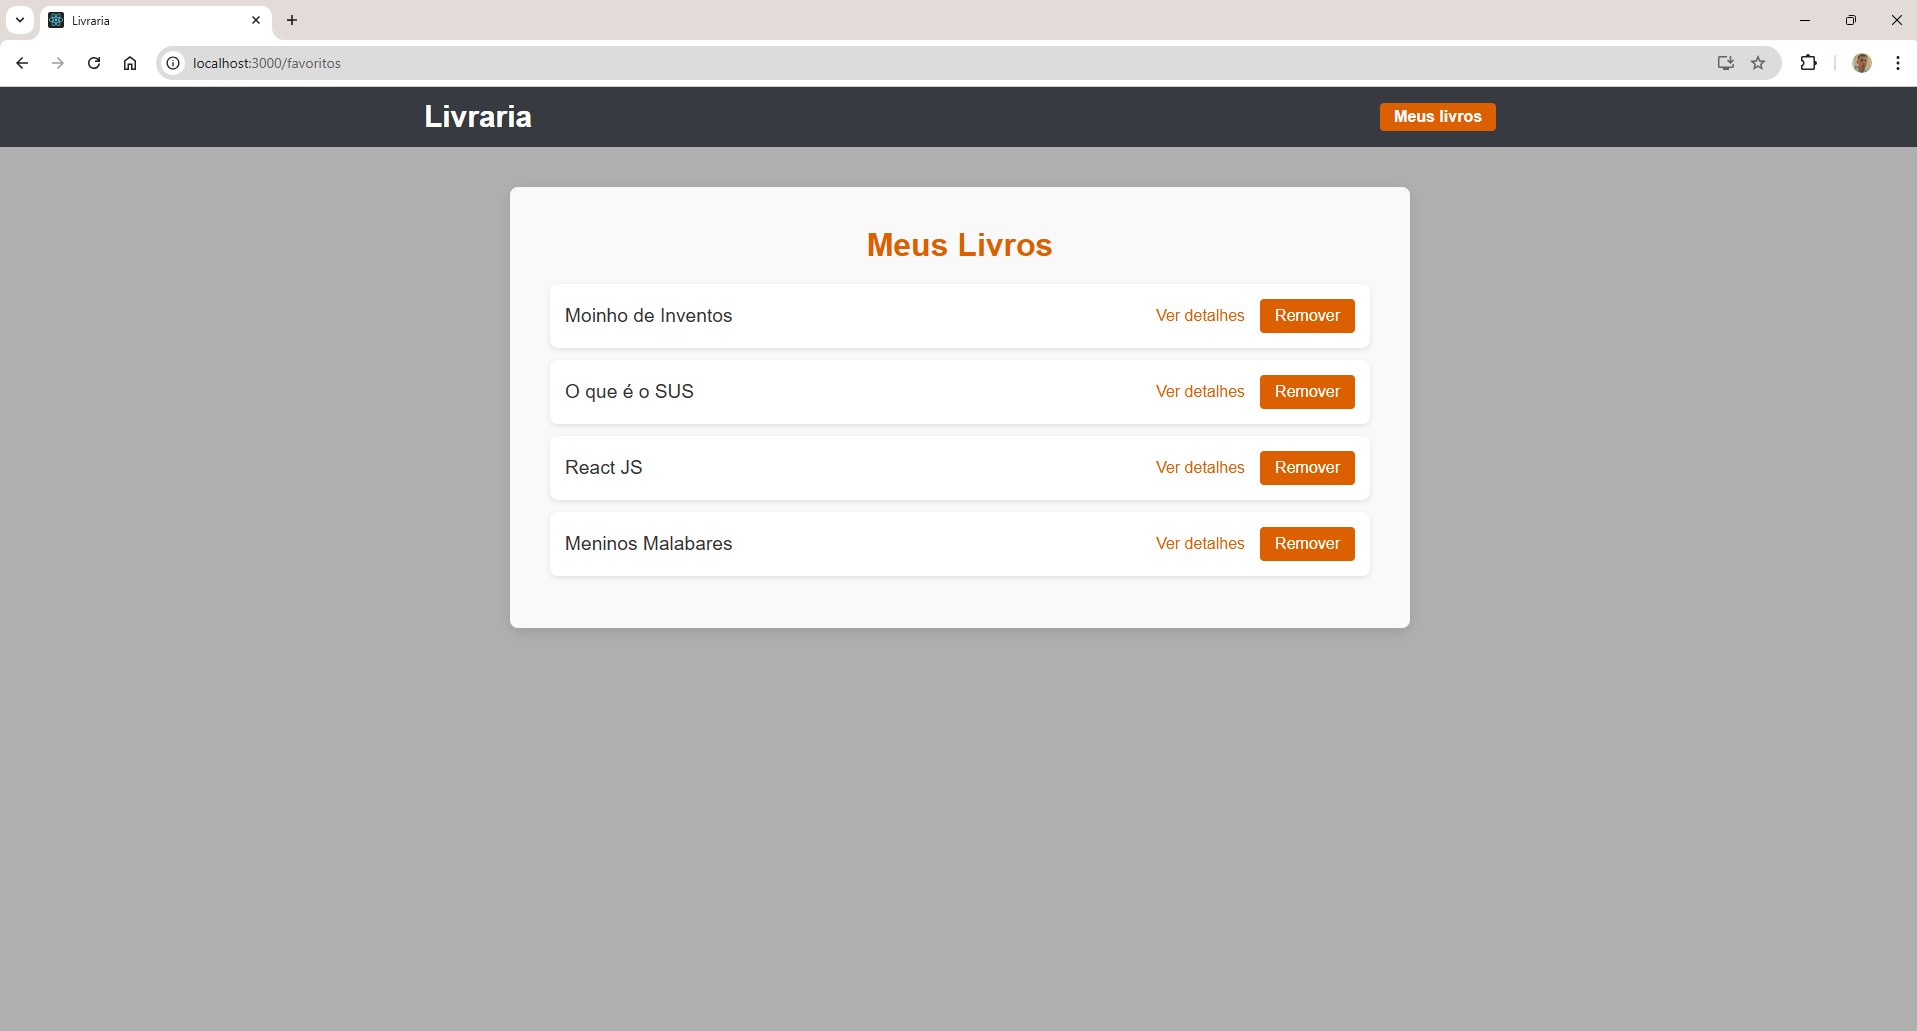 Livraria
localhost:3000/favoritos
Livraria
Meus livros
Meus Livros
Moinho de Inventos Ver detalhes Remover
O que é o SUS Ver detalhes Remover
React JS Ver detalhes Remover
Meninos Malabares Ver detalhes Remover